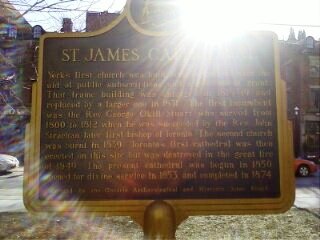 ST. JAMES
York's first church was
aid of public subscriptions
That frame building was
replaced by a larger one in 1831. The first incumbent
was the Rev. George Okill Stuart who served from
1800 to 1812 when he was succeeded by the Rev. John
Strachan, later first bishop of Toronto. The second church
was burnt in 1839. Toronto's first cathedral was then
erected on this site but was destroyed in the great fire
of 1849. The present cathedral was begun in 1850,
opened for divine service in 1853, and completed in 1874.
by the Ontario Archaeological and Historic Sites Board